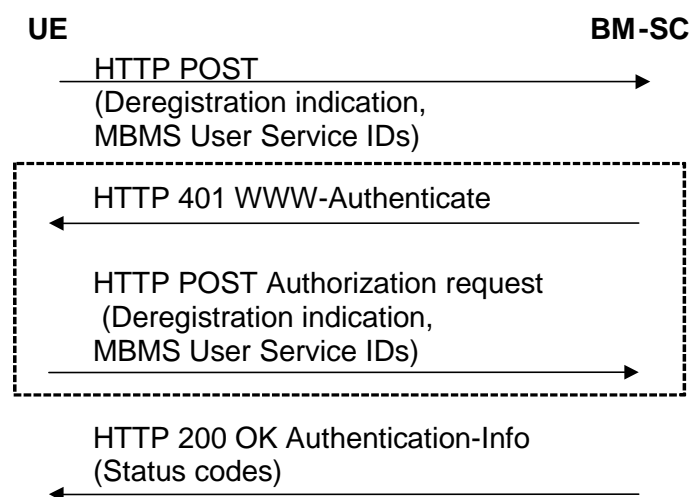 UE BM-SC
HTTP POST
(Deregistration indication,
MBMS User Service IDs)
HTTP 401 WWW-Authenticate
HTTP POST Authorization request
(Deregistration indication,
MBMS User Service IDs)
HTTP 200 OK Authentication-Info
(Status codes)